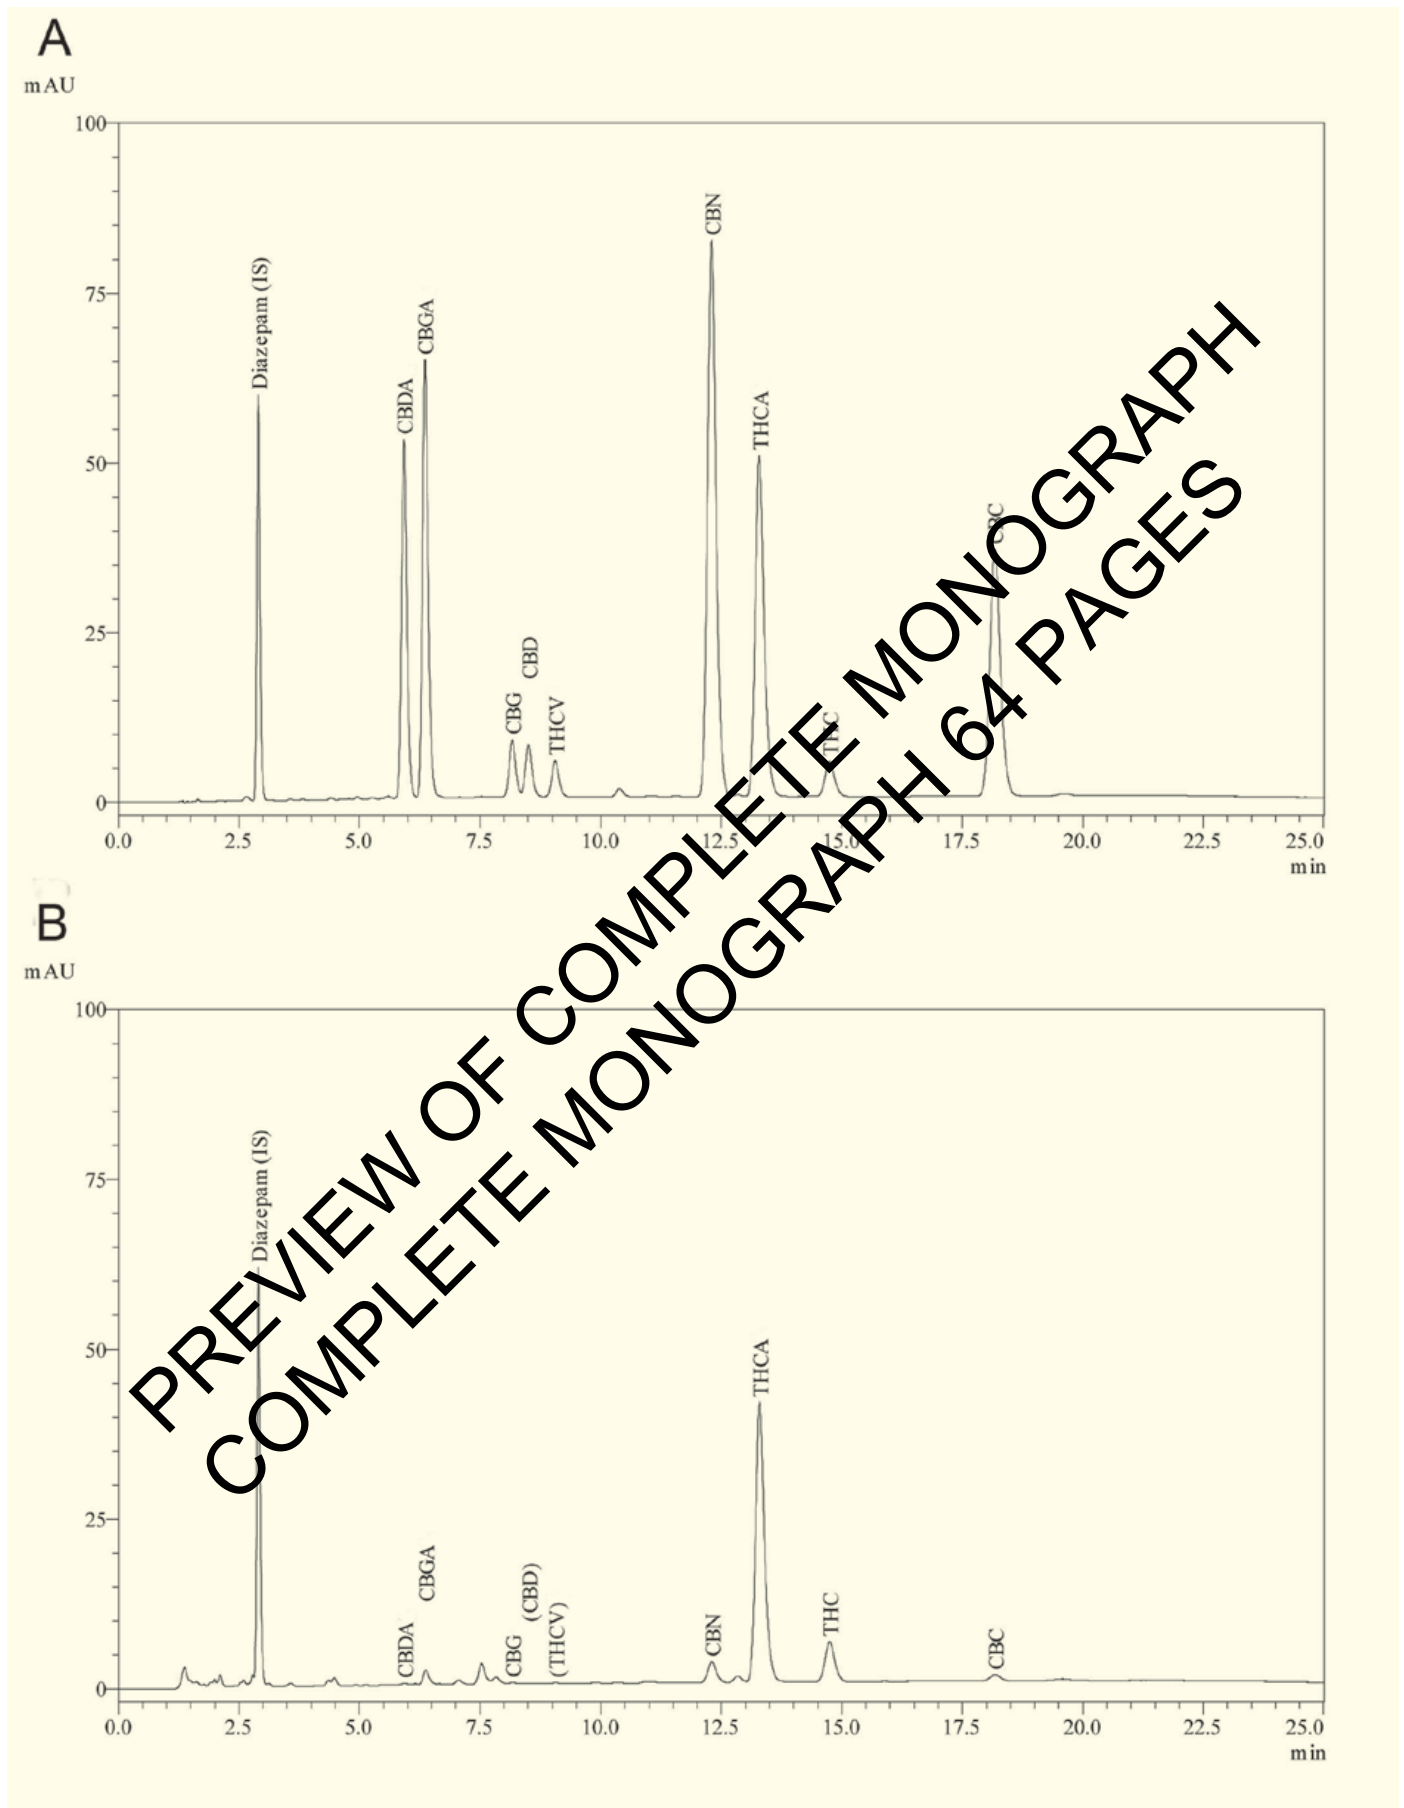 A
mAU
100
75
50
25
0
Diazepam (IS)
CBDA
CBGA
CBG
CBD
THCV
CBN
THCA
THC
CBC
0.0 2.5 5.0 7.5 10.0 12.5 15.0 17.5 20.0 22.5 25.0
min
PREVIEW OF COMPLETE MONOGRAPH
COMPLETE MONOGRAPH 64 PAGES
B
mAU
100
75
50
25
0
Diazepam (IS)
CBDA
CBGA
CBG
(CBD)
(THCV)
CBN
THCA
THC
CBC
0.0 2.5 5.0 7.5 10.0 12.5 15.0 17.5 20.0 22.5 25.0
min